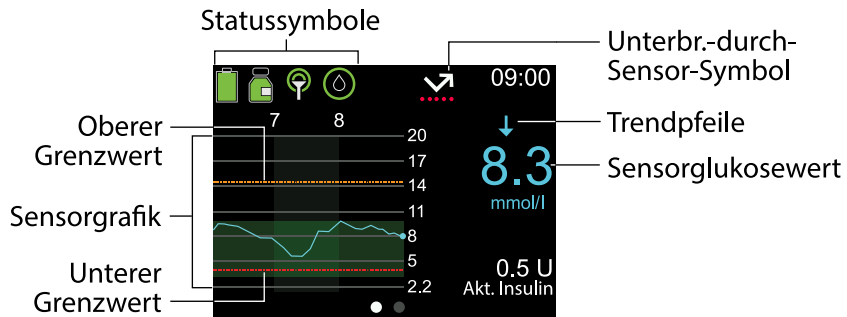 Statussymbole
Unterbr.-durch-
Sensor-Symbol
09:00
7 8
Oberer
Grenzwert
Trendpfeile
20
17
14
11
8
5
2.2
8.3
mmol/l
Sensorglukosewert
Sensorgrafik
Unterer
Grenzwert
0.5 U
Akt. Insulin